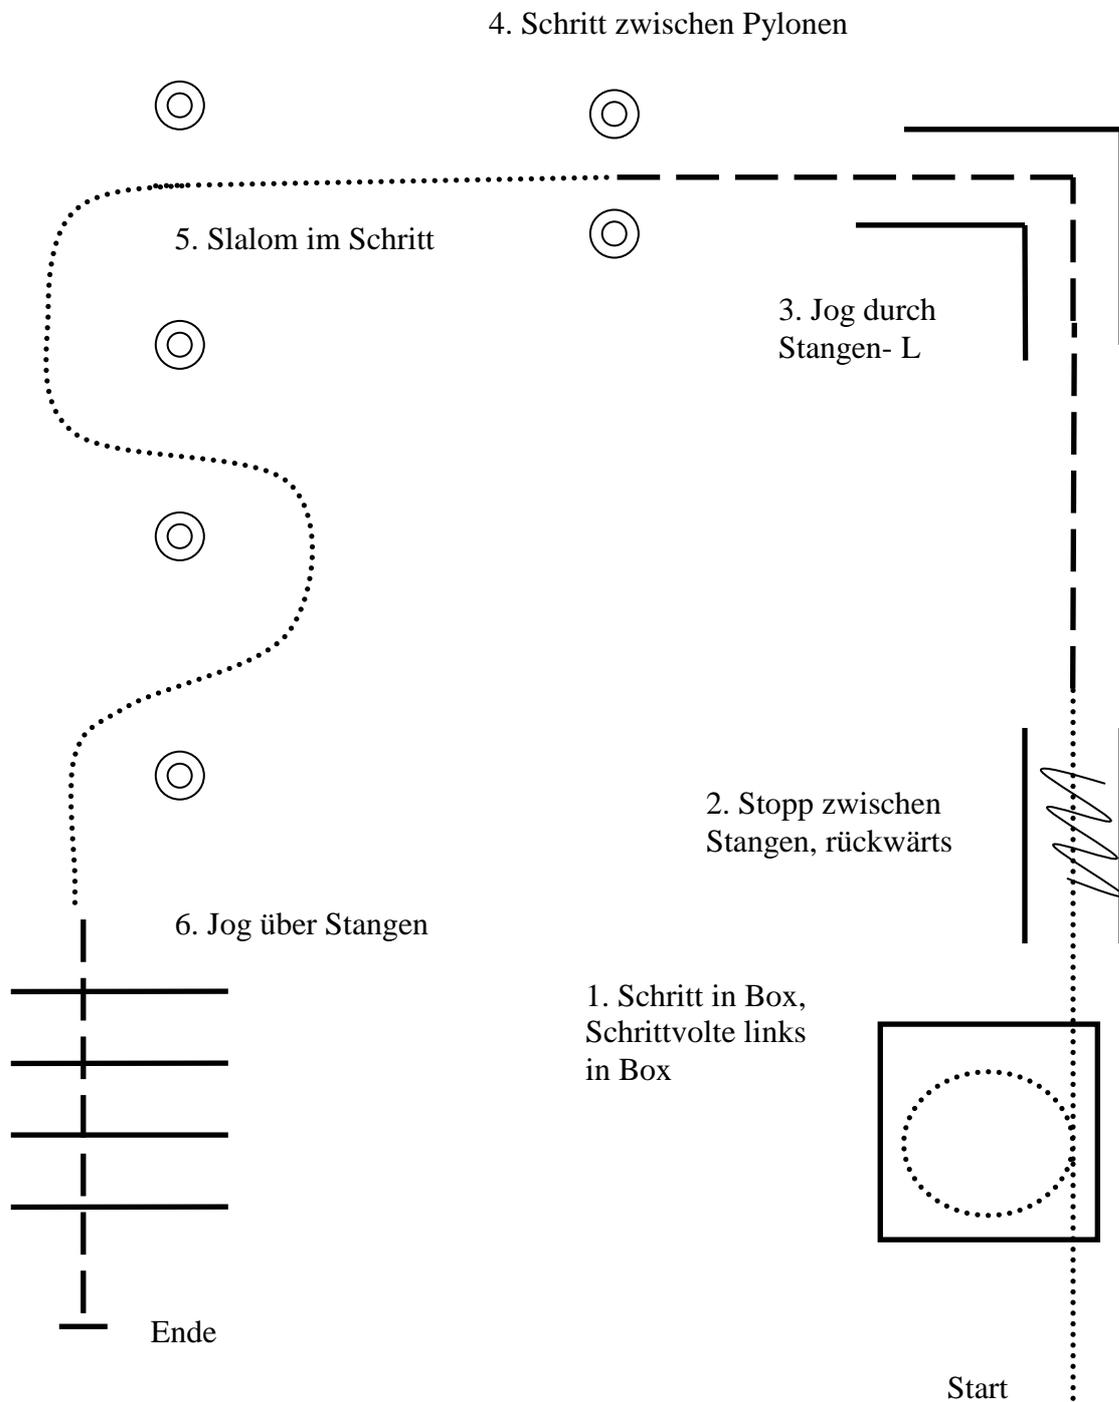 4. Schritt zwischen Pylonen
5. Slalom im Schritt
3. Jog durch
Stangen- L
2. Stopp zwischen
Stangen, rückwärts
6. Jog über Stangen
1. Schritt in Box,
Schrittvolte links
in Box
Ende
Start